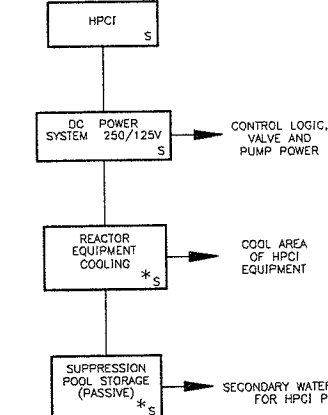 HPCI
S
DC POWER
SYSTEM 250/125V
S
CONTROL LOGIC,
VALVE AND
PUMP POWER
REACTOR
EQUIPMENT
COOLING
*S
COOL AREA
OF HPCI
EQUIPMENT
SUPPRESSION
POOL STORAGE
(PASSIVE)
*S
SECONDARY WATER
FOR HPCI P